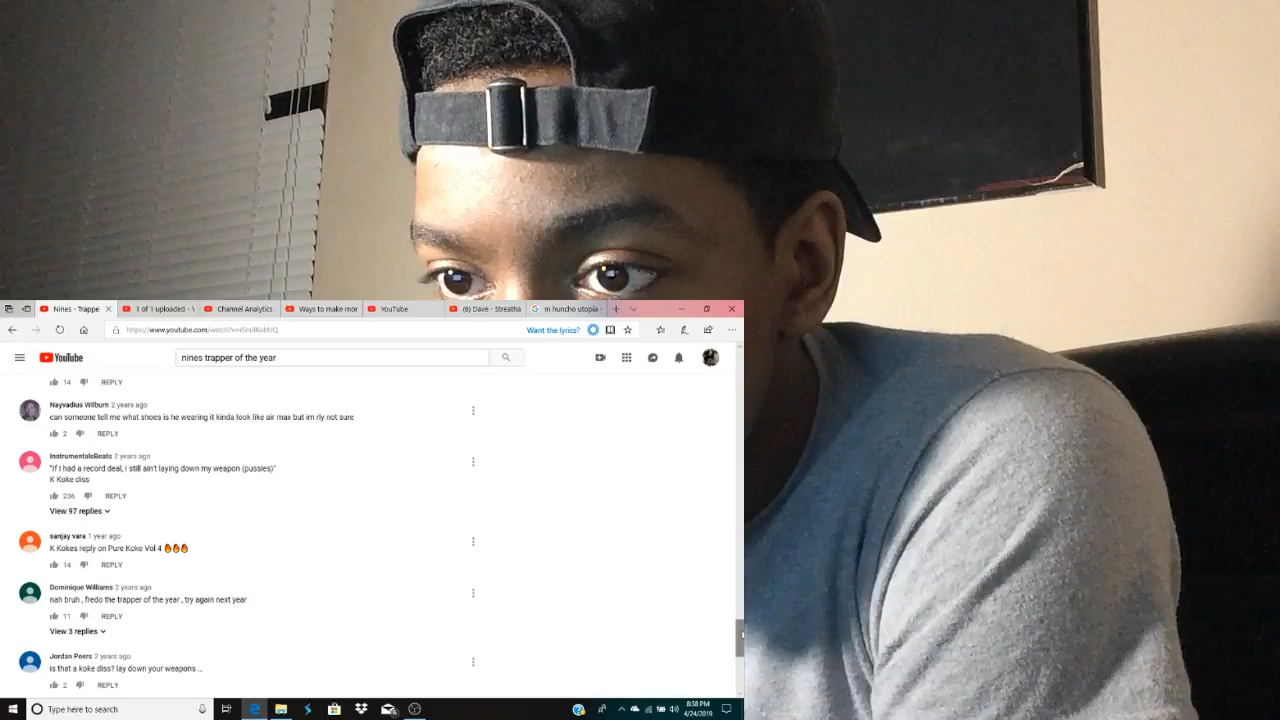 Nines - Trappe
1 of 1 uploaded - Y
Channel Analytics
Ways to make mor
YouTube
(6) Dave - Streatha
m huncho utopia -
Want the lyrics?
YouTube
nines trapper of the year
14 REPLY
Nayvadius Wilburn 2 years ago
can someone tell me what shoes is he wearing it kinda look like air max but im rly not sure
2 REPLY
InstrumentalsBeats 2 years ago
"If I had a record deal, I still ain't laying down my weapon (pussies)"
K Koke diss
236 REPLY
View 97 replies
sanjay vara 1 year ago
K Kokes reply on Pure Koke Vol 4 🔥🔥🔥
14 REPLY
Dominique Williams 2 years ago
nah bruh , fredo the trapper of the year , try again next year
11 REPLY
View 3 replies
Jordan Peers 2 years ago
is that a koke diss? lay down your weapons ...
2 REPLY
Type here to search
8:38 PM
4/24/2019